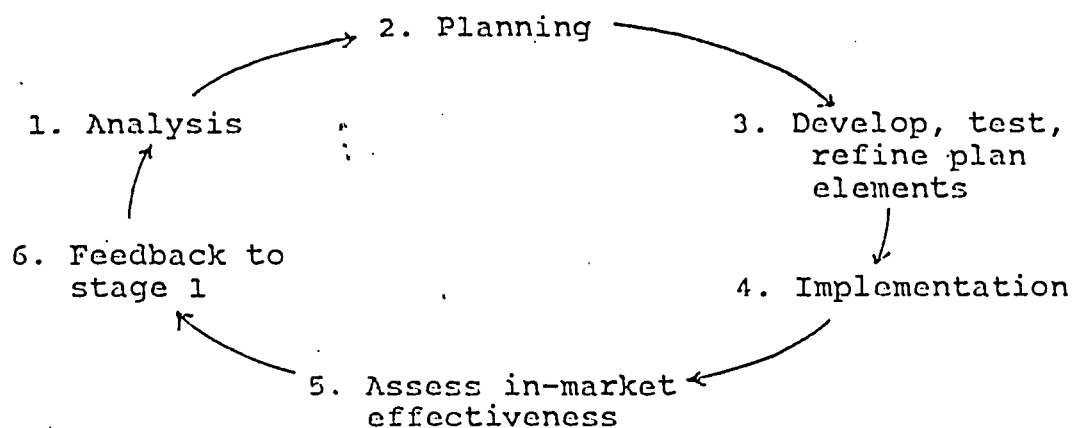 2. Planning
1. Analysis
3. Develop, test,
refine plan
elements
6. Feedback to
stage 1
4. Implementation
5. Assess in-market
effectiveness